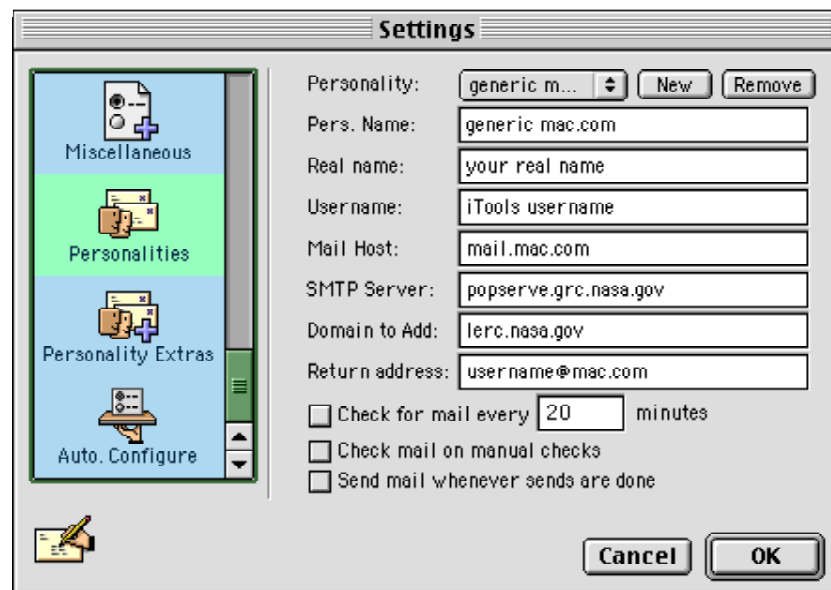 Settings
Miscellaneous
Personalities
Personality Extras
Auto. Configure
Personality: generic m... New Remove
Pers. Name: generic mac.com
Real name: your real name
Username: iTools username
Mail Host: mail.mac.com
SMTP Server: popserve.grc.nasa.gov
Domain to Add: lerc.nasa.gov
Return address: username@mac.com
Check for mail every 20 minutes
Check mail on manual checks
Send mail whenever sends are done
Cancel OK